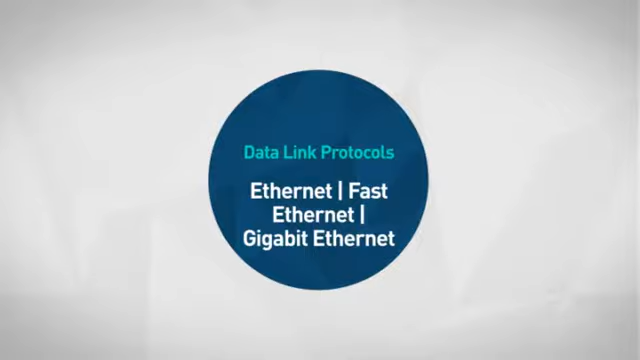 Data Link Protocols
Ethernet | Fast
Ethernet |
Gigabit Ethernet